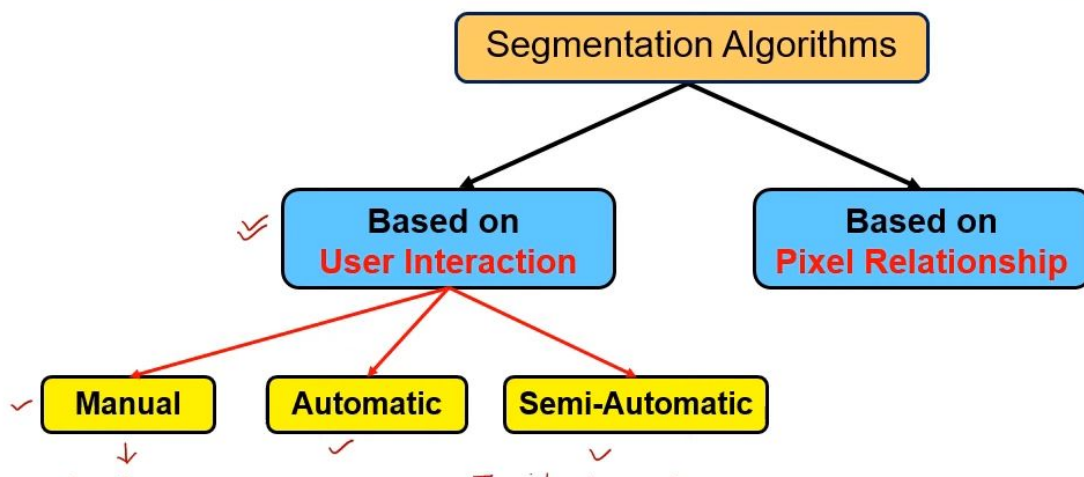 Segmentation Algorithms
Based on
User Interaction
Based on
Pixel Relationship
Manual
Automatic
Semi-Automatic